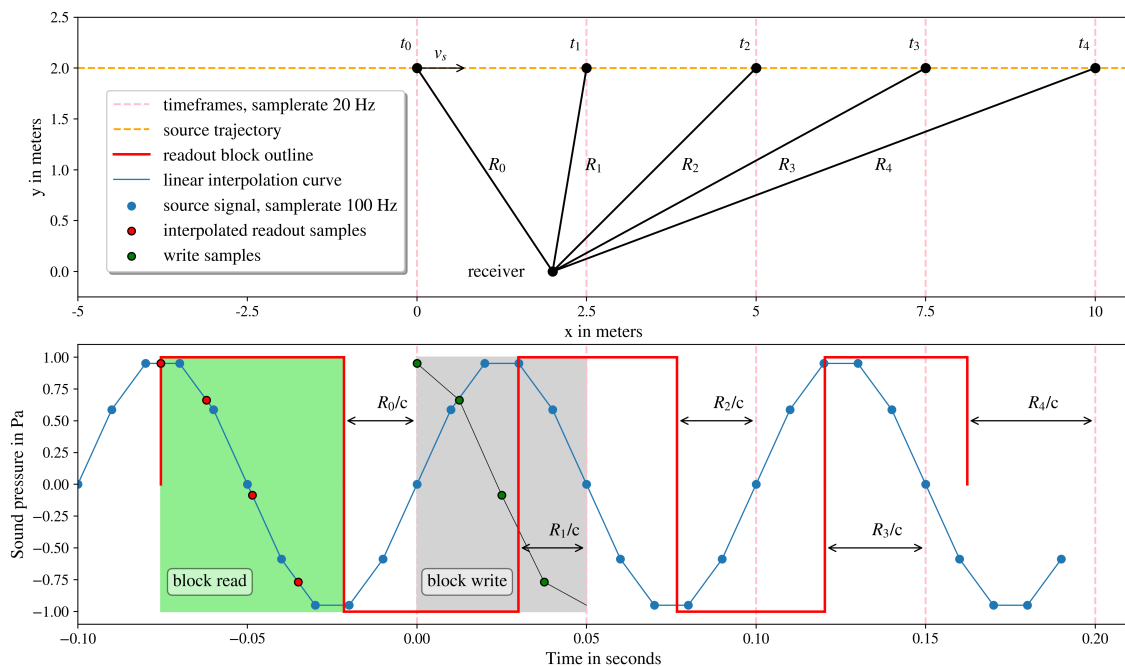 2.5
2.0
1.5
1.0
0.5
0.0
y in meters
t0
t1
t2
t3
t4
vs
timeframes, samplerate 20 Hz
source trajectory
readout block outline
linear interpolation curve
source signal, samplerate 100 Hz
interpolated readout samples
write samples
R0
R1
R2
R3
R4
receiver
-5
-2.5
0
2.5
5
7.5
10
x in meters
1.00
0.75
0.50
0.25
0.00
−0.25
−0.50
−0.75
−1.00
Sound pressure in Pa
R0/c
R2/c
R4/c
R1/c
R3/c
block read
block write
−0.10
−0.05
0.00
0.05
0.10
0.15
0.20
Time in seconds